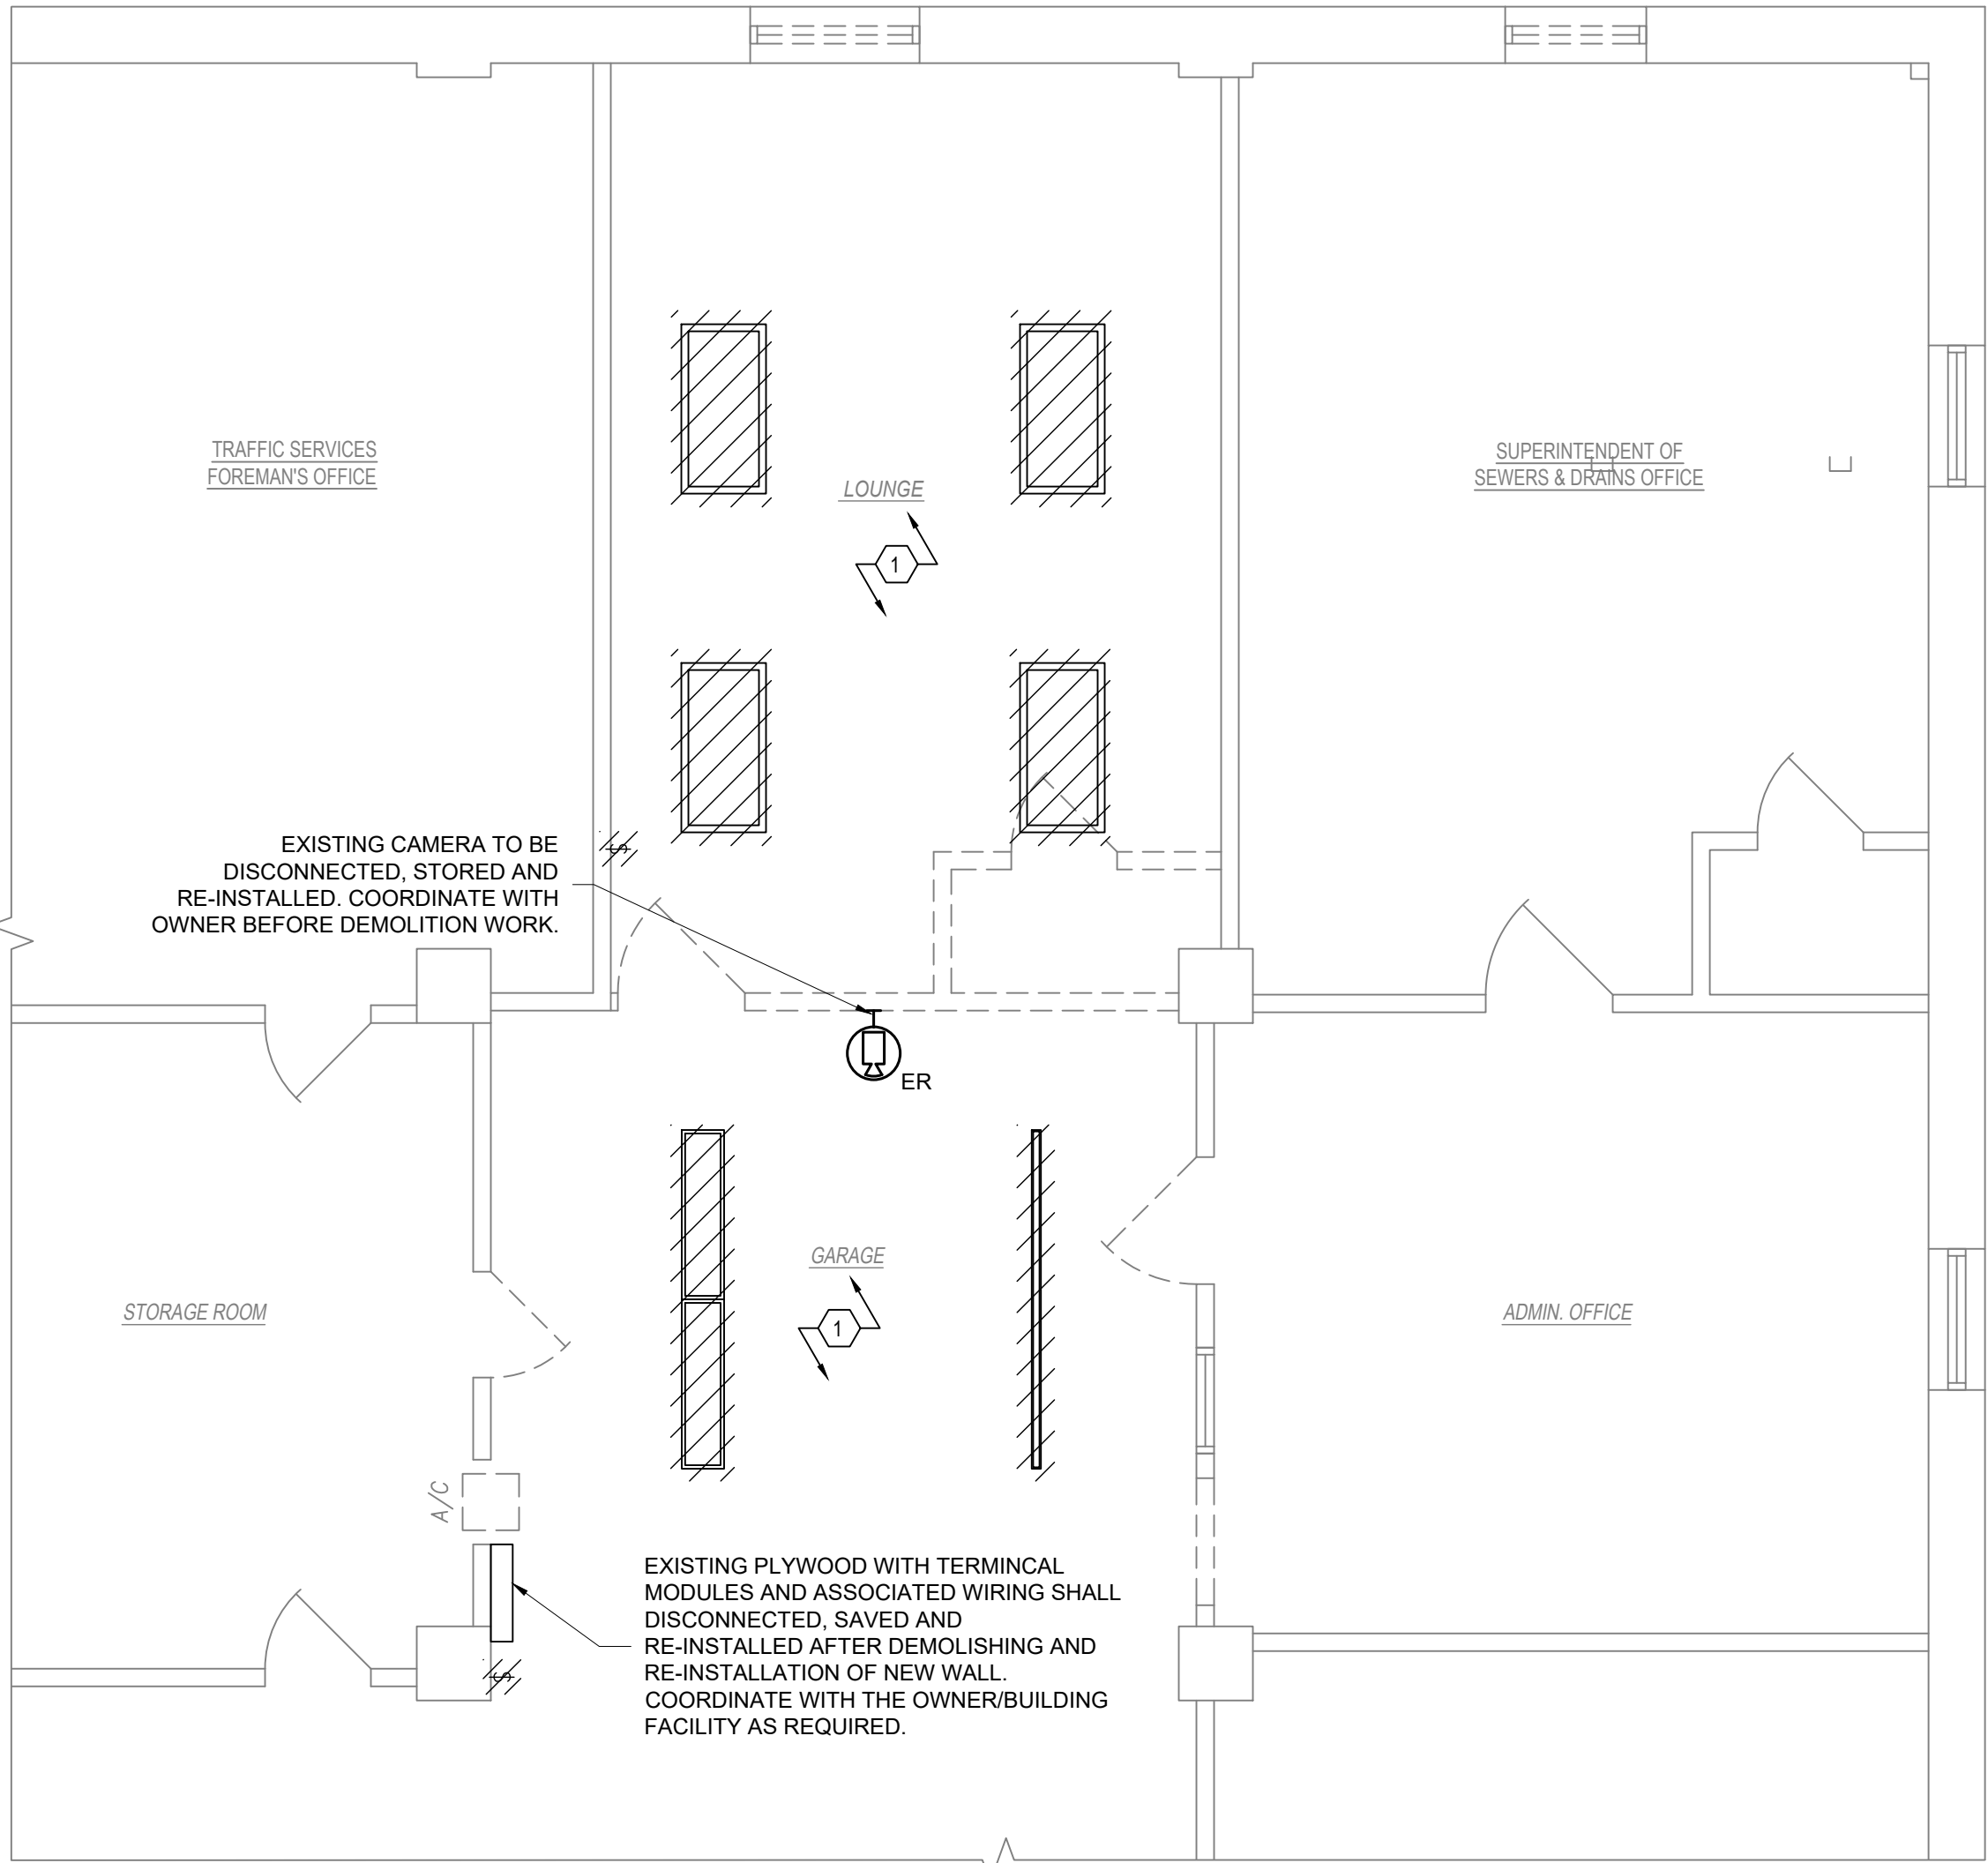 TRAFFIC SERVICES
FOREMAN'S OFFICE
LOUNGE
1
SUPERINTENDENT OF
SEWERS & DRAINS OFFICE
EXISTING CAMERA TO BE
DISCONNECTED, STORED AND
RE-INSTALLED. COORDINATE WITH
OWNER BEFORE DEMOLITION WORK.
$
ER
STORAGE ROOM
GARAGE
1
ADMIN. OFFICE
A/C
EXISTING PLYWOOD WITH TERMINCAL
MODULES AND ASSOCIATED WIRING SHALL
DISCONNECTED, SAVED AND
RE-INSTALLED AFTER DEMOLISHING AND
RE-INSTALLATION OF NEW WALL.
COORDINATE WITH THE OWNER/BUILDING
FACILITY AS REQUIRED.
$